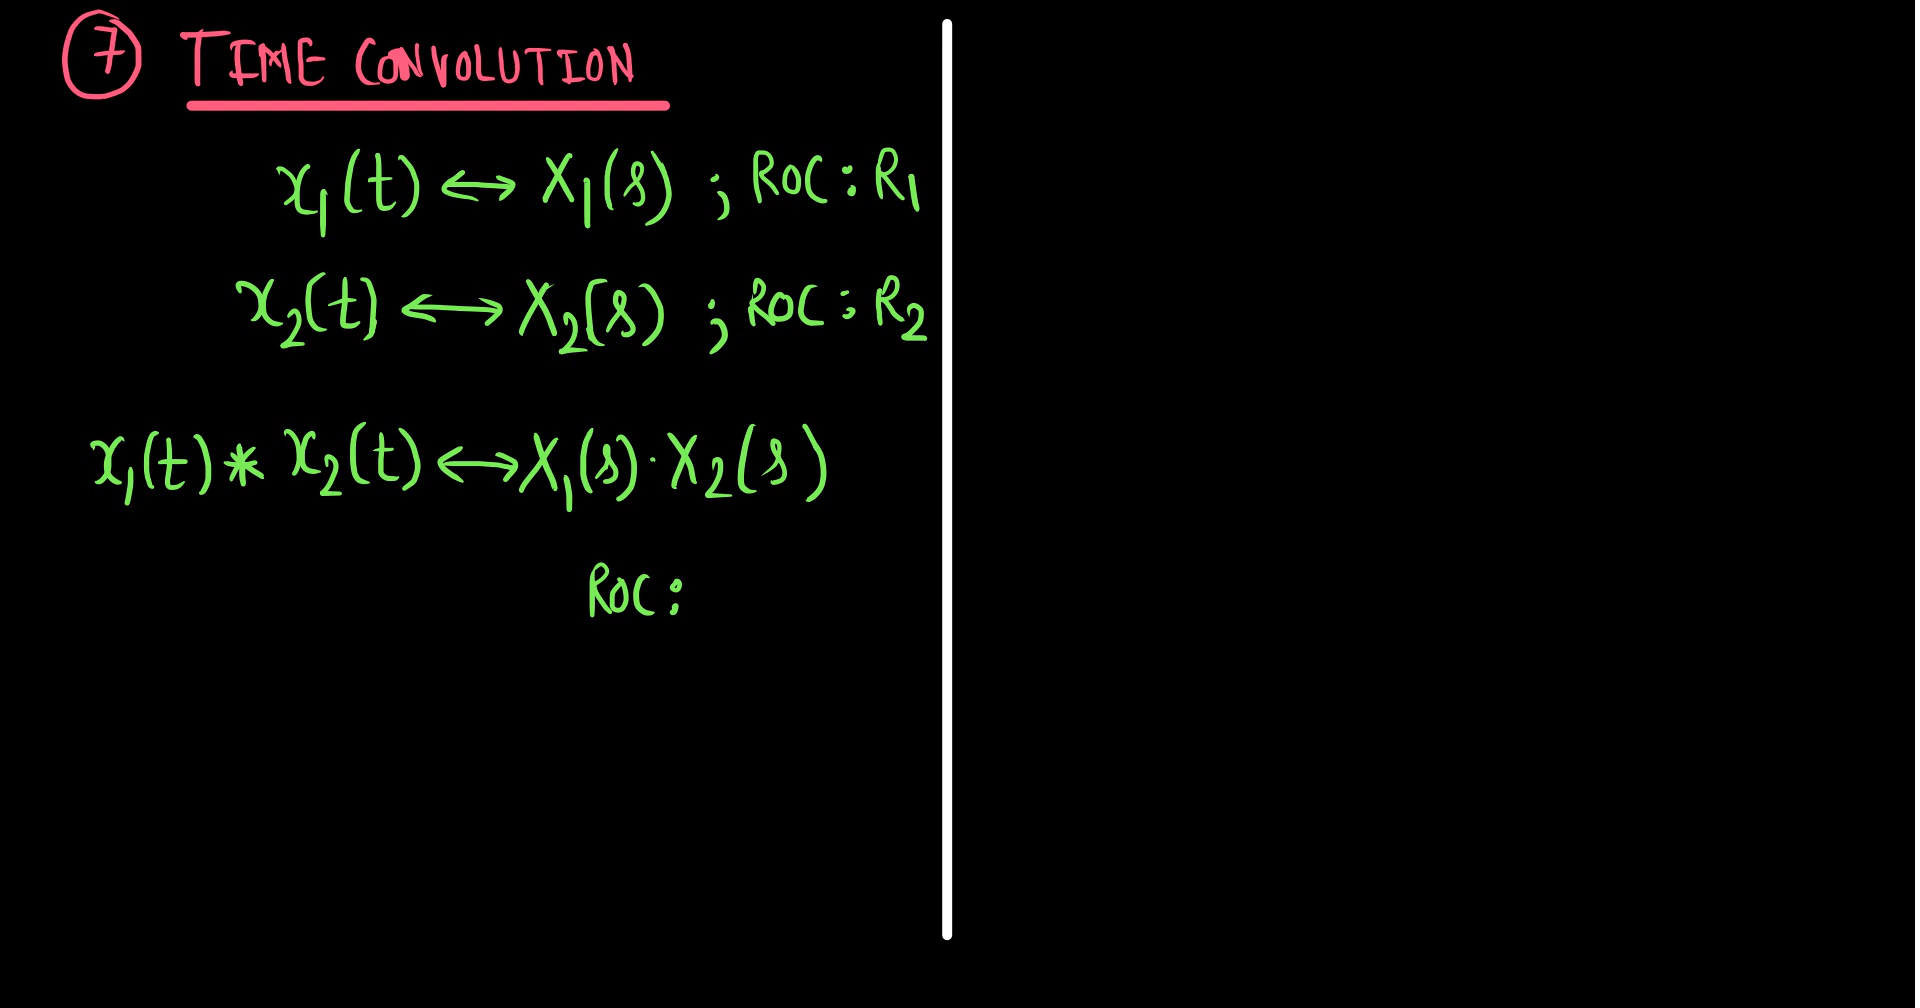 7 TIME CONVOLUTION
x₁(t) ↔ X₁(s) ; ROC : R₁
x₂(t) ↔ X₂(s) ; ROC : R₂
x₁(t) * x₂(t) ↔ X₁(s) · X₂(s)
ROC :